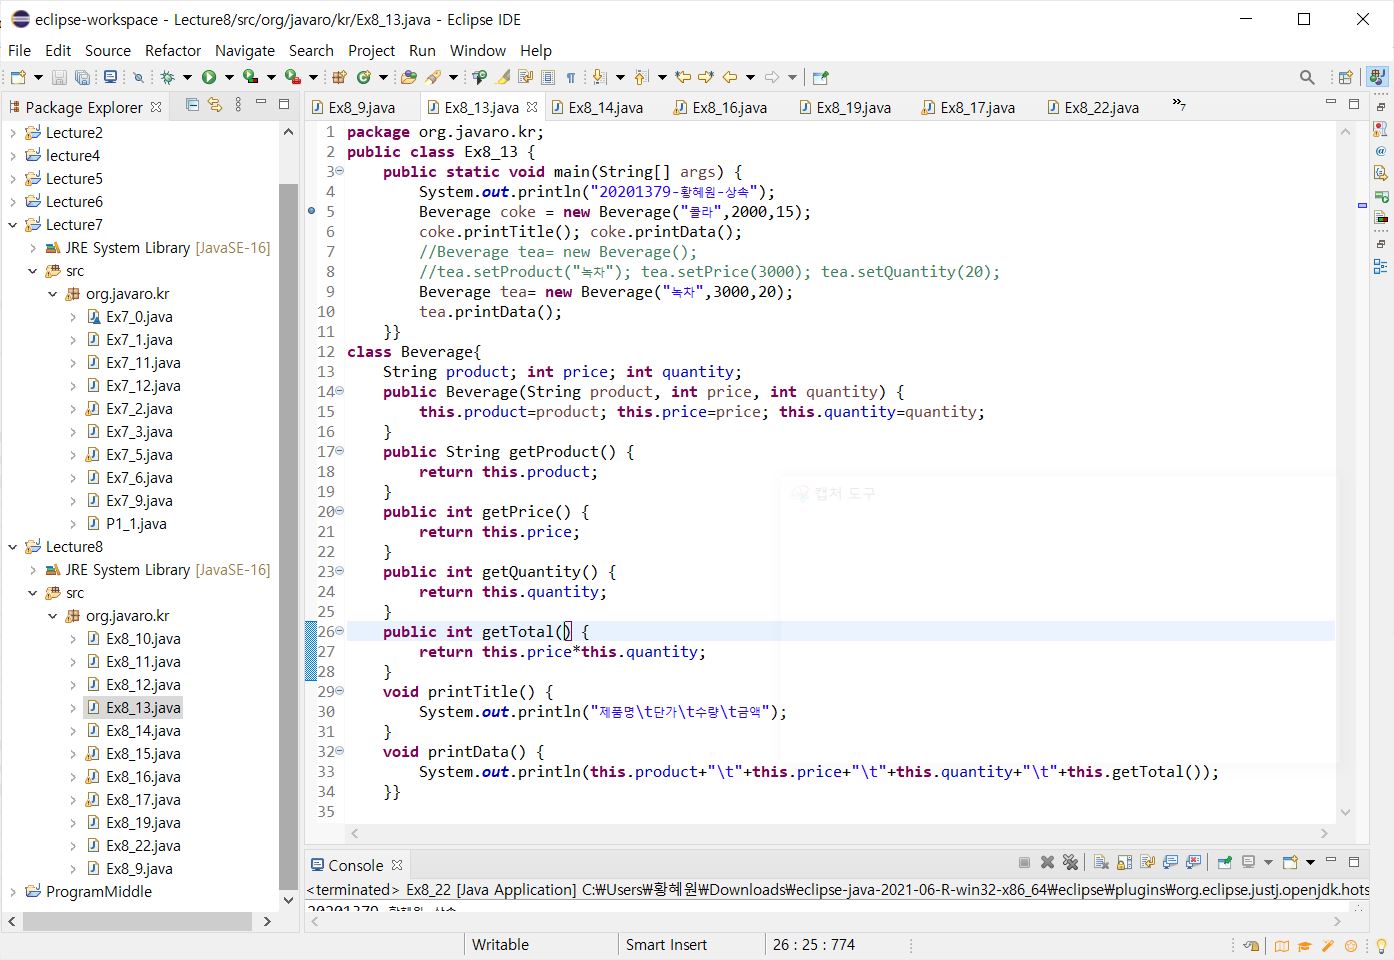 eclipse-workspace - Lecture8/src/org/javaro/kr/Ex8_13.java - Eclipse IDE
File Edit Source Refactor Navigate Search Project Run Window Help
Package Explorer
Lecture2
lecture4
Lecture5
Lecture6
Lecture7
JRE System Library [JavaSE-16]
src
org.javaro.kr
Ex7_0.java
Ex7_1.java
Ex7_11.java
Ex7_12.java
Ex7_2.java
Ex7_3.java
Ex7_5.java
Ex7_6.java
Ex7_9.java
P1_1.java
Lecture8
JRE System Library [JavaSE-16]
src
org.javaro.kr
Ex8_10.java
Ex8_11.java
Ex8_12.java
Ex8_13.java
Ex8_14.java
Ex8_15.java
Ex8_16.java
Ex8_17.java
Ex8_19.java
Ex8_22.java
Ex8_9.java
ProgramMiddle
Ex8_9.java Ex8_13.java Ex8_14.java Ex8_16.java Ex8_19.java Ex8_17.java Ex8_22.java »7
1 package org.javaro.kr;
2 public class Ex8_13 {
3 public static void main(String[] args) {
4 System.out.println("20201379-황혜원-상속");
5 Beverage coke = new Beverage("콜라",2000,15);
6 coke.printTitle(); coke.printData();
7 //Beverage tea= new Beverage();
8 //tea.setProduct("녹차"); tea.setPrice(3000); tea.setQuantity(20);
9 Beverage tea= new Beverage("녹차",3000,20);
10 tea.printData();
11 }}
12 class Beverage{
13 String product; int price; int quantity;
14 public Beverage(String product, int price, int quantity) {
15 this.product=product; this.price=price; this.quantity=quantity;
16 }
17 public String getProduct() {
18 return this.product;
19 }
20 public int getPrice() {
21 return this.price;
22 }
23 public int getQuantity() {
24 return this.quantity;
25 }
26 public int getTotal() {
27 return this.price*this.quantity;
28 }
29 void printTitle() {
30 System.out.println("제품명\t단가\t수량\t금액");
31 }
32 void printData() {
33 System.out.println(this.product+"\t"+this.price+"\t"+this.quantity+"\t"+this.getTotal());
34 }}
35
캡처 도구
Console
<terminated> Ex8_22 [Java Application] C:₩Users₩황혜원₩Downloads₩eclipse-java-2021-06-R-win32-x86_64₩eclipse₩plugins₩org.eclipse.justj.openjdk.hots
Writable Smart Insert 26 : 25 : 774